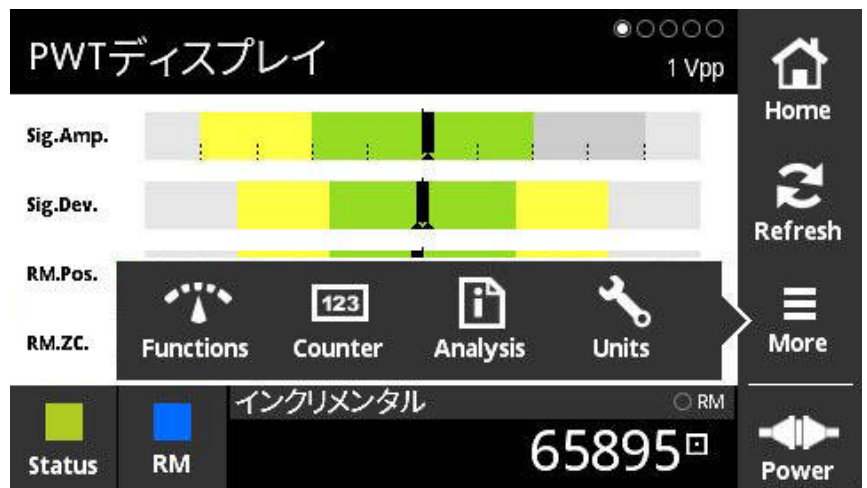 PWTディスプレイ
1 Vpp
Home
Sig.Amp.
Refresh
Sig.Dev.
RM.Pos.
Functions
123
Counter
Analysis
Units
More
RM.ZC.
インクリメンタル
RM
65895
Status
RM
Power